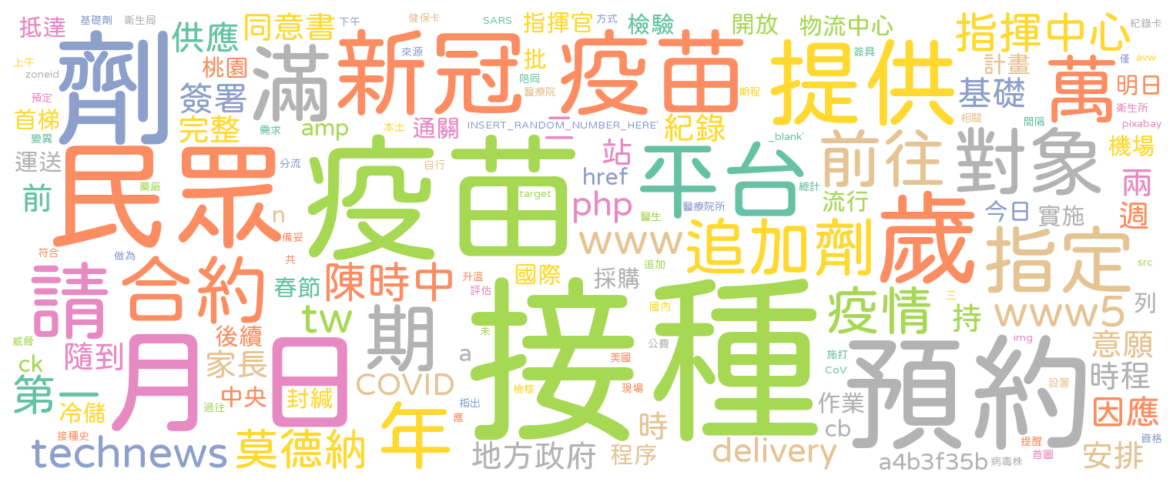 抵達 基礎劑 衛生局 同意書 下午 健保卡 SARS 指揮官 方式 檢驗 開放 物流中心 指揮中心 紀錄卡
劑 供應 滿 新冠 來源 疫苗 批 陪同 提供 計畫 萬
上午 zoneid 桃園 簽署 醫療院 期程 基礎 明日 僅 avw
預定 首梯 變異 完整 需求 amp 本土 通關 INSERT_RANDOM_NUMBER_HERE' 三 紀錄 _blank' 相關 間隔 衛生所 pixabay
運送 民眾 分流 疫苗 自行 站 平台 前往 對象 機場
前 藥廠 n target php href 醫療院所 總計 流行 歲 今日 實施 兩
備妥 醫生 www 追加劑 指定 週
符合 做為 共 請 合約 春節 陳時中 升溫 評估 國際 追加 採購 疫情 www5 src 列
月 日 期 tw 後續 未 接種 國內 公費 持 三
威脅 ck 隨到 家長 a 美國 施打 CoV 預約 img 意願
第一 中央 封緘 COVID 檢核 現場 設置 時程
冷儲 過往 年 應 指出 時 作業 cb 因應
technews 接種史 莫德納 地方政府 程序 delivery a4b3f35b 病毒株 提醒 首圖 資格 安排
簽具